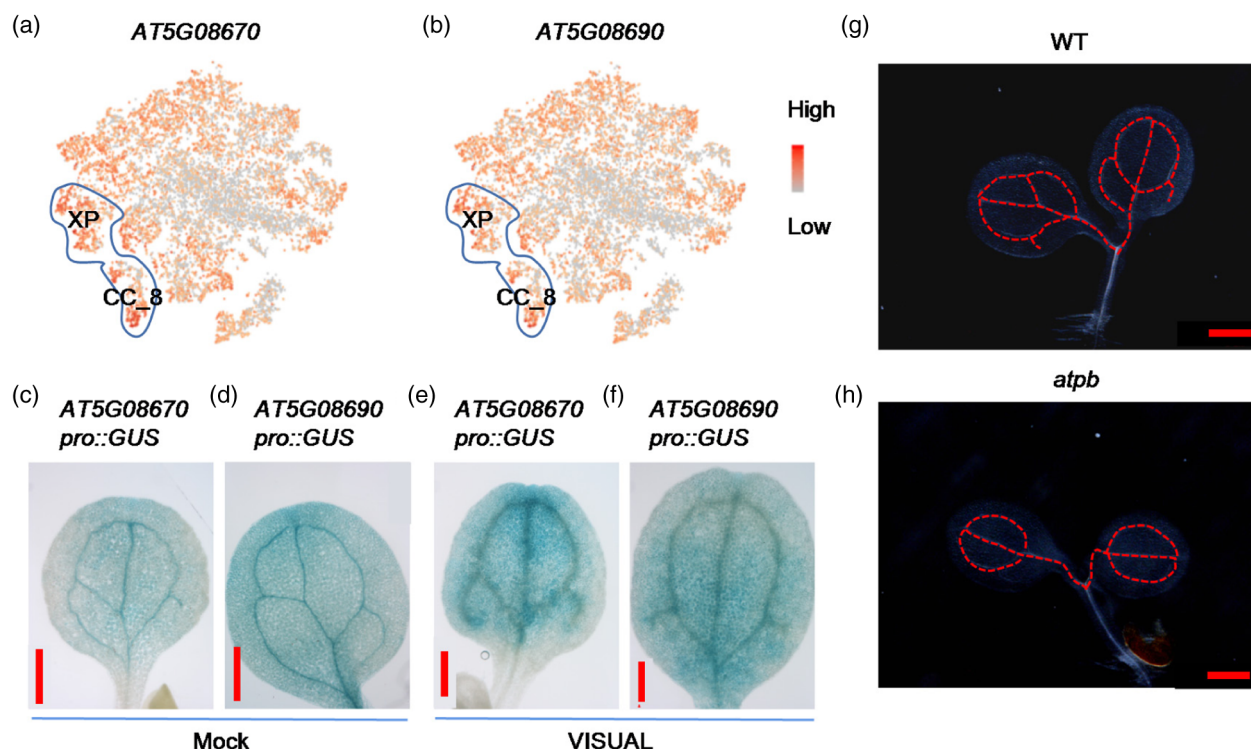 (a)
AT5G08670
XP
CC_8
(b)
AT5G08690
XP
CC_8
High
Low
(c)
AT5G08670
pro::GUS
(d)
AT5G08690
pro::GUS
(e)
AT5G08670
pro::GUS
(f)
AT5G08690
pro::GUS
Mock
VISUAL
(g)
WT
(h)
atpb